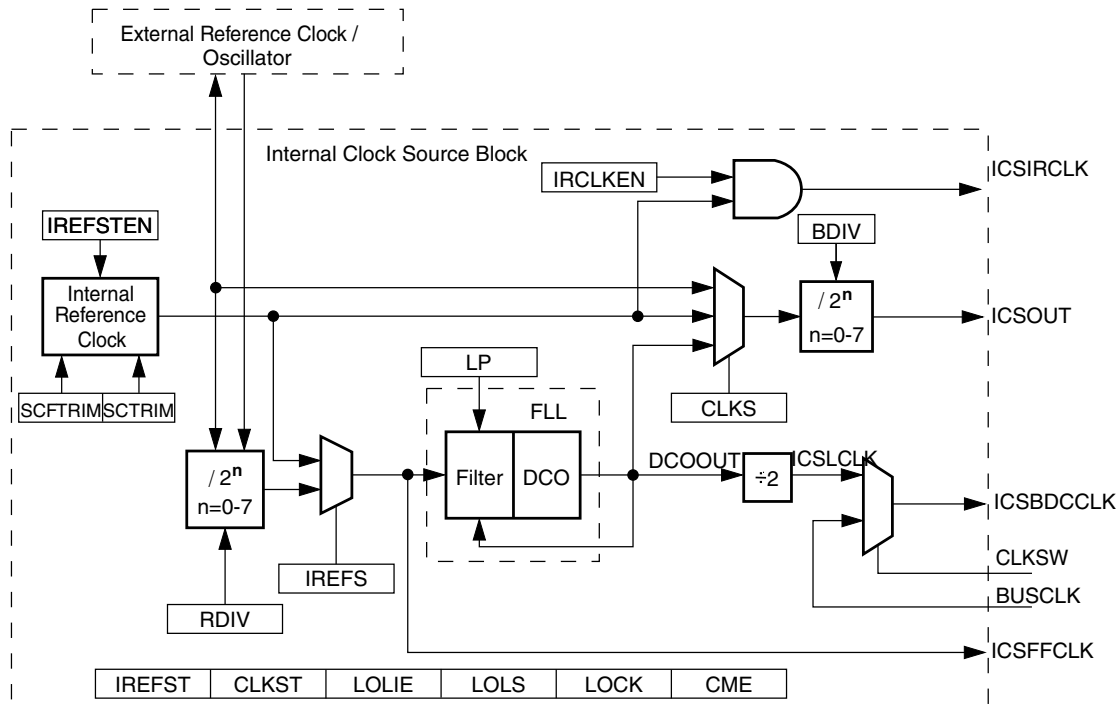 External Reference Clock /
Oscillator
Internal Clock Source Block
IRCLKEN
ICSIRCLK
IREFSTEN
BDIV
Internal
Reference
Clock
/ 2ⁿ
n=0-7
ICSOUT
LP
SCFTRIM
SCTRIM
CLKS
FLL
/ 2ⁿ
n=0-7
Filter
DCO
DCOOUT
÷2
ICSLCLK
ICSBDCCLK
IREFS
CLKSW
RDIV
BUSCLK
ICSFFCLK
IREFST
CLKST
LOLIE
LOLS
LOCK
CME